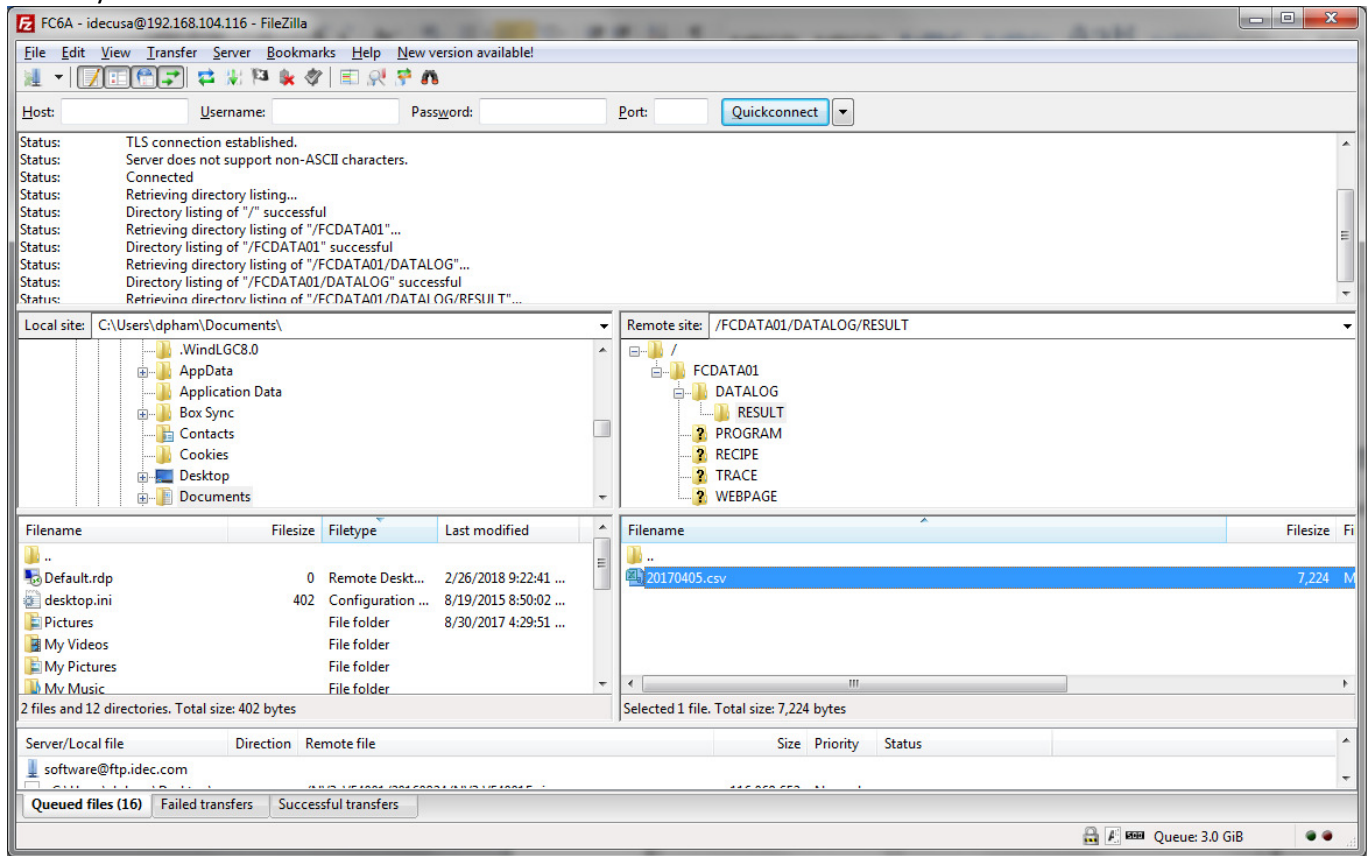 FC6A - idecusa@192.168.104.116 - FileZilla
File Edit View Transfer Server Bookmarks Help New version available!
Host: Username: Password: Port: Quickconnect
Status: TLS connection established.
Status: Server does not support non-ASCII characters.
Status: Connected
Status: Retrieving directory listing...
Status: Directory listing of "/" successful
Status: Retrieving directory listing of "/FCDATA01"...
Status: Directory listing of "/FCDATA01" successful
Status: Retrieving directory listing of "/FCDATA01/DATALOG"...
Status: Directory listing of "/FCDATA01/DATALOG" successful
Status: Retrieving directory listing of "/FCDATA01/DATALOG/RESULT"...
Local site: C:\Users\dpham\Documents\
.WindLGC8.0
AppData
Application Data
Box Sync
Contacts
Cookies
Desktop
Documents
Remote site: /FCDATA01/DATALOG/RESULT
/
FCDATA01
DATALOG
RESULT
PROGRAM
RECIPE
TRACE
WEBPAGE
Filename Filesize Filetype Last modified
..
Default.rdp 0 Remote Deskt... 2/26/2018 9:22:41 ...
desktop.ini 402 Configuration ... 8/19/2015 8:50:02 ...
Pictures File folder 8/30/2017 4:29:51 ...
My Videos File folder
My Pictures File folder
My Music File folder
2 files and 12 directories. Total size: 402 bytes
Filename Filesize Fi
..
20170405.csv 7,224 M
Selected 1 file. Total size: 7,224 bytes
Server/Local file Direction Remote file Size Priority Status
software@ftp.idec.com
Queued files (16) Failed transfers Successful transfers
Queue: 3.0 GiB